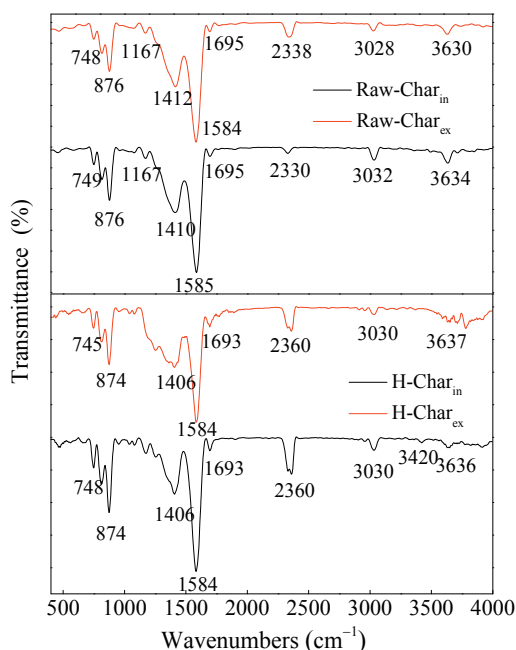 1695 2338 3028 3630
748 1167
876 1412
1584
Raw-Char_in
Raw-Char_ex
749 1167 1695 2330 3032 3634
876 1410
1585
Transmittance (%)
745 1693 2360 3030 3637
874 1406
1584
H-Char_in
H-Char_ex
748 1693 2360 3030 3420 3636
874 1406
1584
500 1000 1500 2000 2500 3000 3500 4000
Wavenumbers (cm⁻¹)